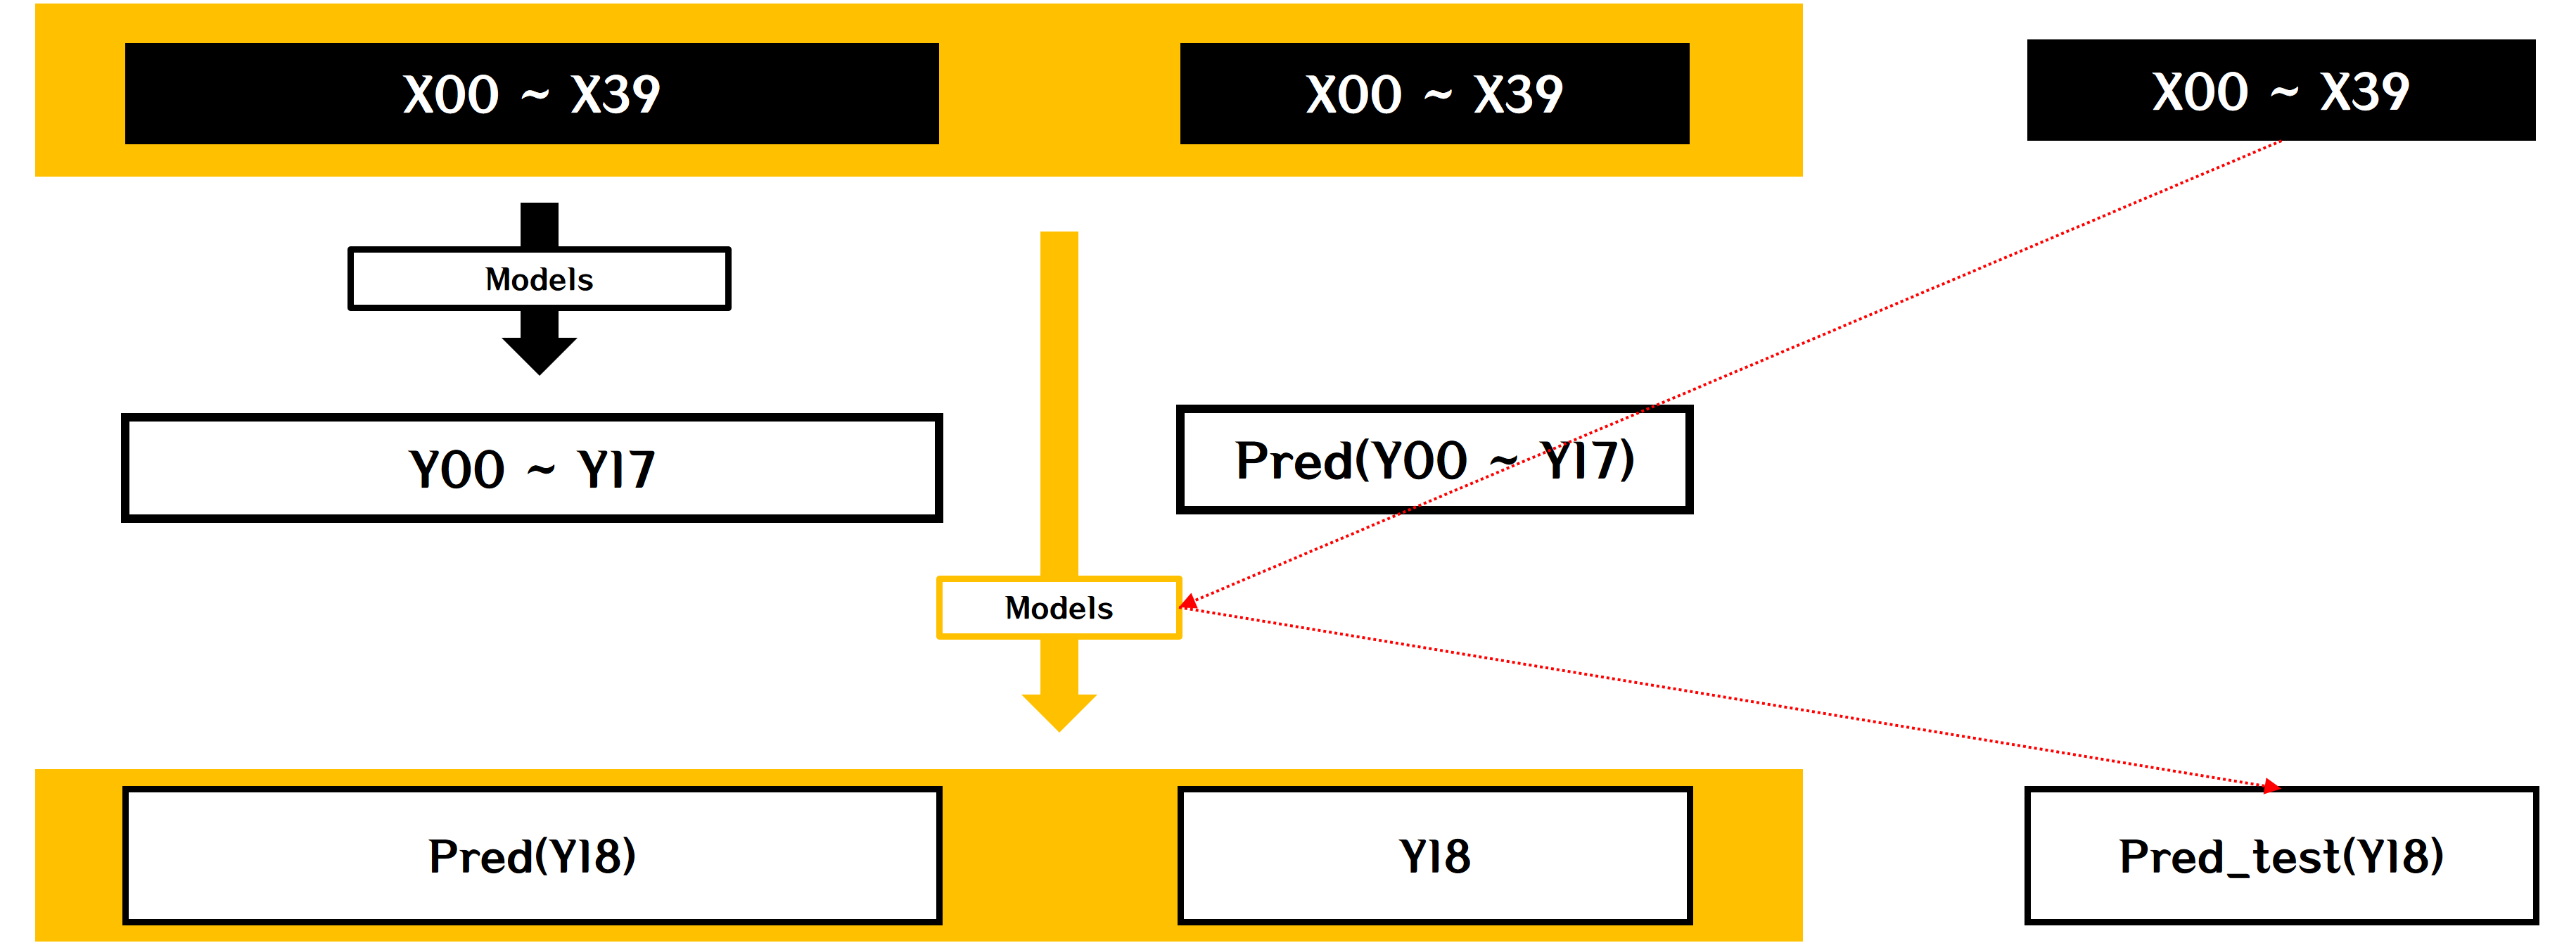 X00 ~ X39
X00 ~ X39
X00 ~ X39
Models
Y00 ~ Y17
Pred(Y00 ~ Y17)
Models
Pred(Y18)
Y18
Pred_test(Y18)